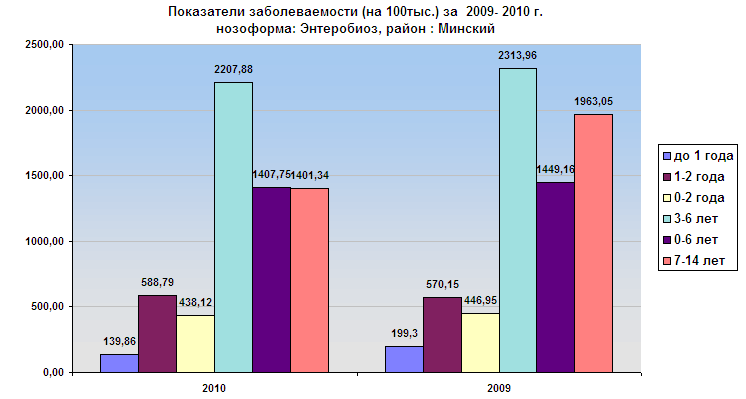 Показатели заболеваемости (на 100тыс.) за 2009- 2010 г.
нозоформа: Энтеробиоз, район : Минский
2500,00
2000,00
1500,00
1000,00
500,00
0,00
139,86
588,79
438,12
2207,88
1407,75
1401,34
199,3
570,15
446,95
2313,96
1449,16
1963,05
2010
2009
до 1 года
1-2 года
0-2 года
3-6 лет
0-6 лет
7-14 лет